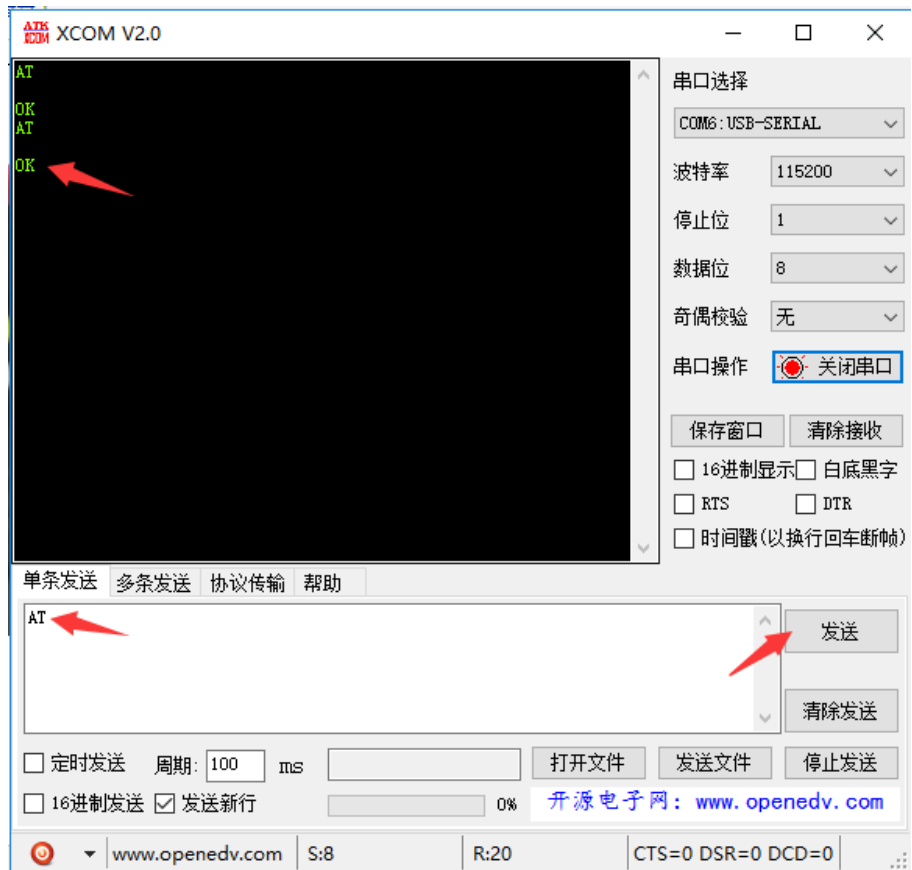 ATK XCOM XCOM V2.0
AT
OK
AT
OK
串口选择
COM6:USB-SERIAL
波特率 115200
停止位 1
数据位 8
奇偶校验 无
串口操作 关闭串口
保存窗口 清除接收
16进制显示 白底黑字
RTS DTR
时间戳(以换行回车断帧)
单条发送 多条发送 协议传输 帮助
AT
发送
清除发送
定时发送 周期: 100 ms 打开文件 发送文件 停止发送
16进制发送 发送新行 0% 开源电子网: www.openedv.com
www.openedv.com S:8 R:20 CTS=0 DSR=0 DCD=0